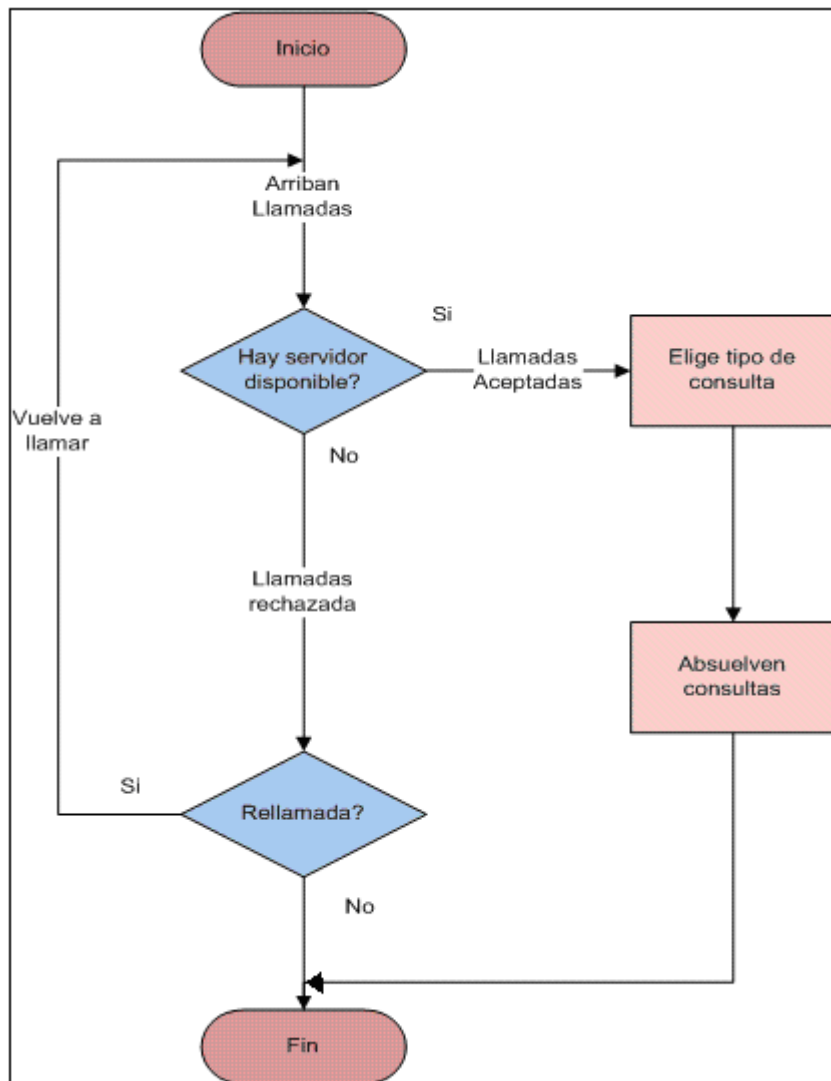 Inicio
Arriban
Llamadas
Si
Hay servidor
disponible?
Llamadas
Aceptadas
Elige tipo de
consulta
Vuelve a
llamar
No
Llamadas
rechazada
Absuelven
consultas
Si
Rellamada?
No
Fin